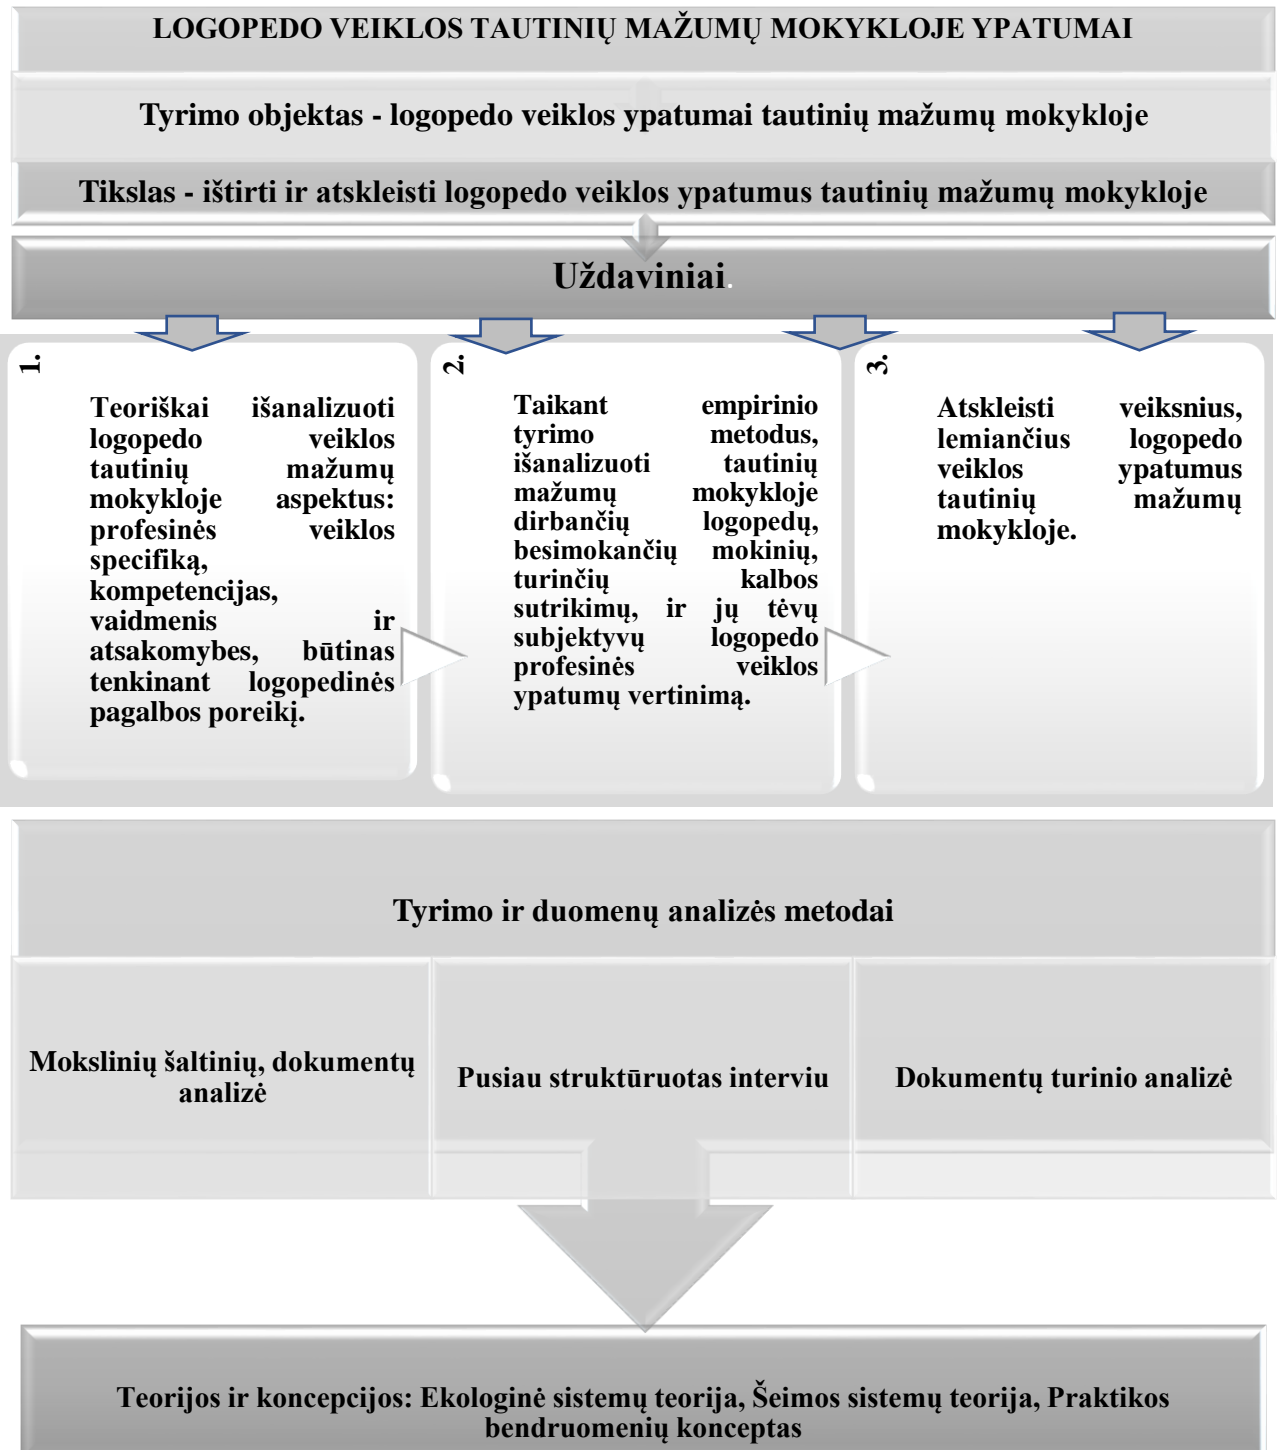 LOGOPEDO VEIKLOS TAUTINIŲ MAŽUMŲ MOKYKLOJE YPATUMAI
Tyrimo objektas - logopedo veiklos ypatumai tautinių mažumų mokykloje
Tikslas - ištirti ir atskleisti logopedo veiklos ypatumus tautinių mažumų mokykloje
Uždaviniai.
1.
Teoriškai išanalizuoti
logopedo veiklos
tautinių mažumų
mokykloje aspektus:
profesinės veiklos
specifiką,
kompetencijas,
vaidmenis ir
atsakomybes, būtinas
tenkinant logopedinės
pagalbos poreikį.
2.
Taikant empirinio
tyrimo metodus,
išanalizuoti tautinių
mažumų mokykloje
dirbančių logopedų,
besimokančių mokinių,
turinčių kalbos
sutrikimų, ir jų tėvų
subjektyvų logopedo
profesinės veiklos
ypatumų vertinimą.
3.
Atskleisti veiksnius,
lemiančius logopedo
veiklos ypatumus
tautinių mažumų
mokykloje.
Tyrimo ir duomenų analizės metodai
Mokslinių šaltinių, dokumentų
analizė
Pusiau struktūruotas interviu
Dokumentų turinio analizė
Teorijos ir koncepcijos: Ekologinė sistemų teorija, Šeimos sistemų teorija, Praktikos
bendruomenių konceptas